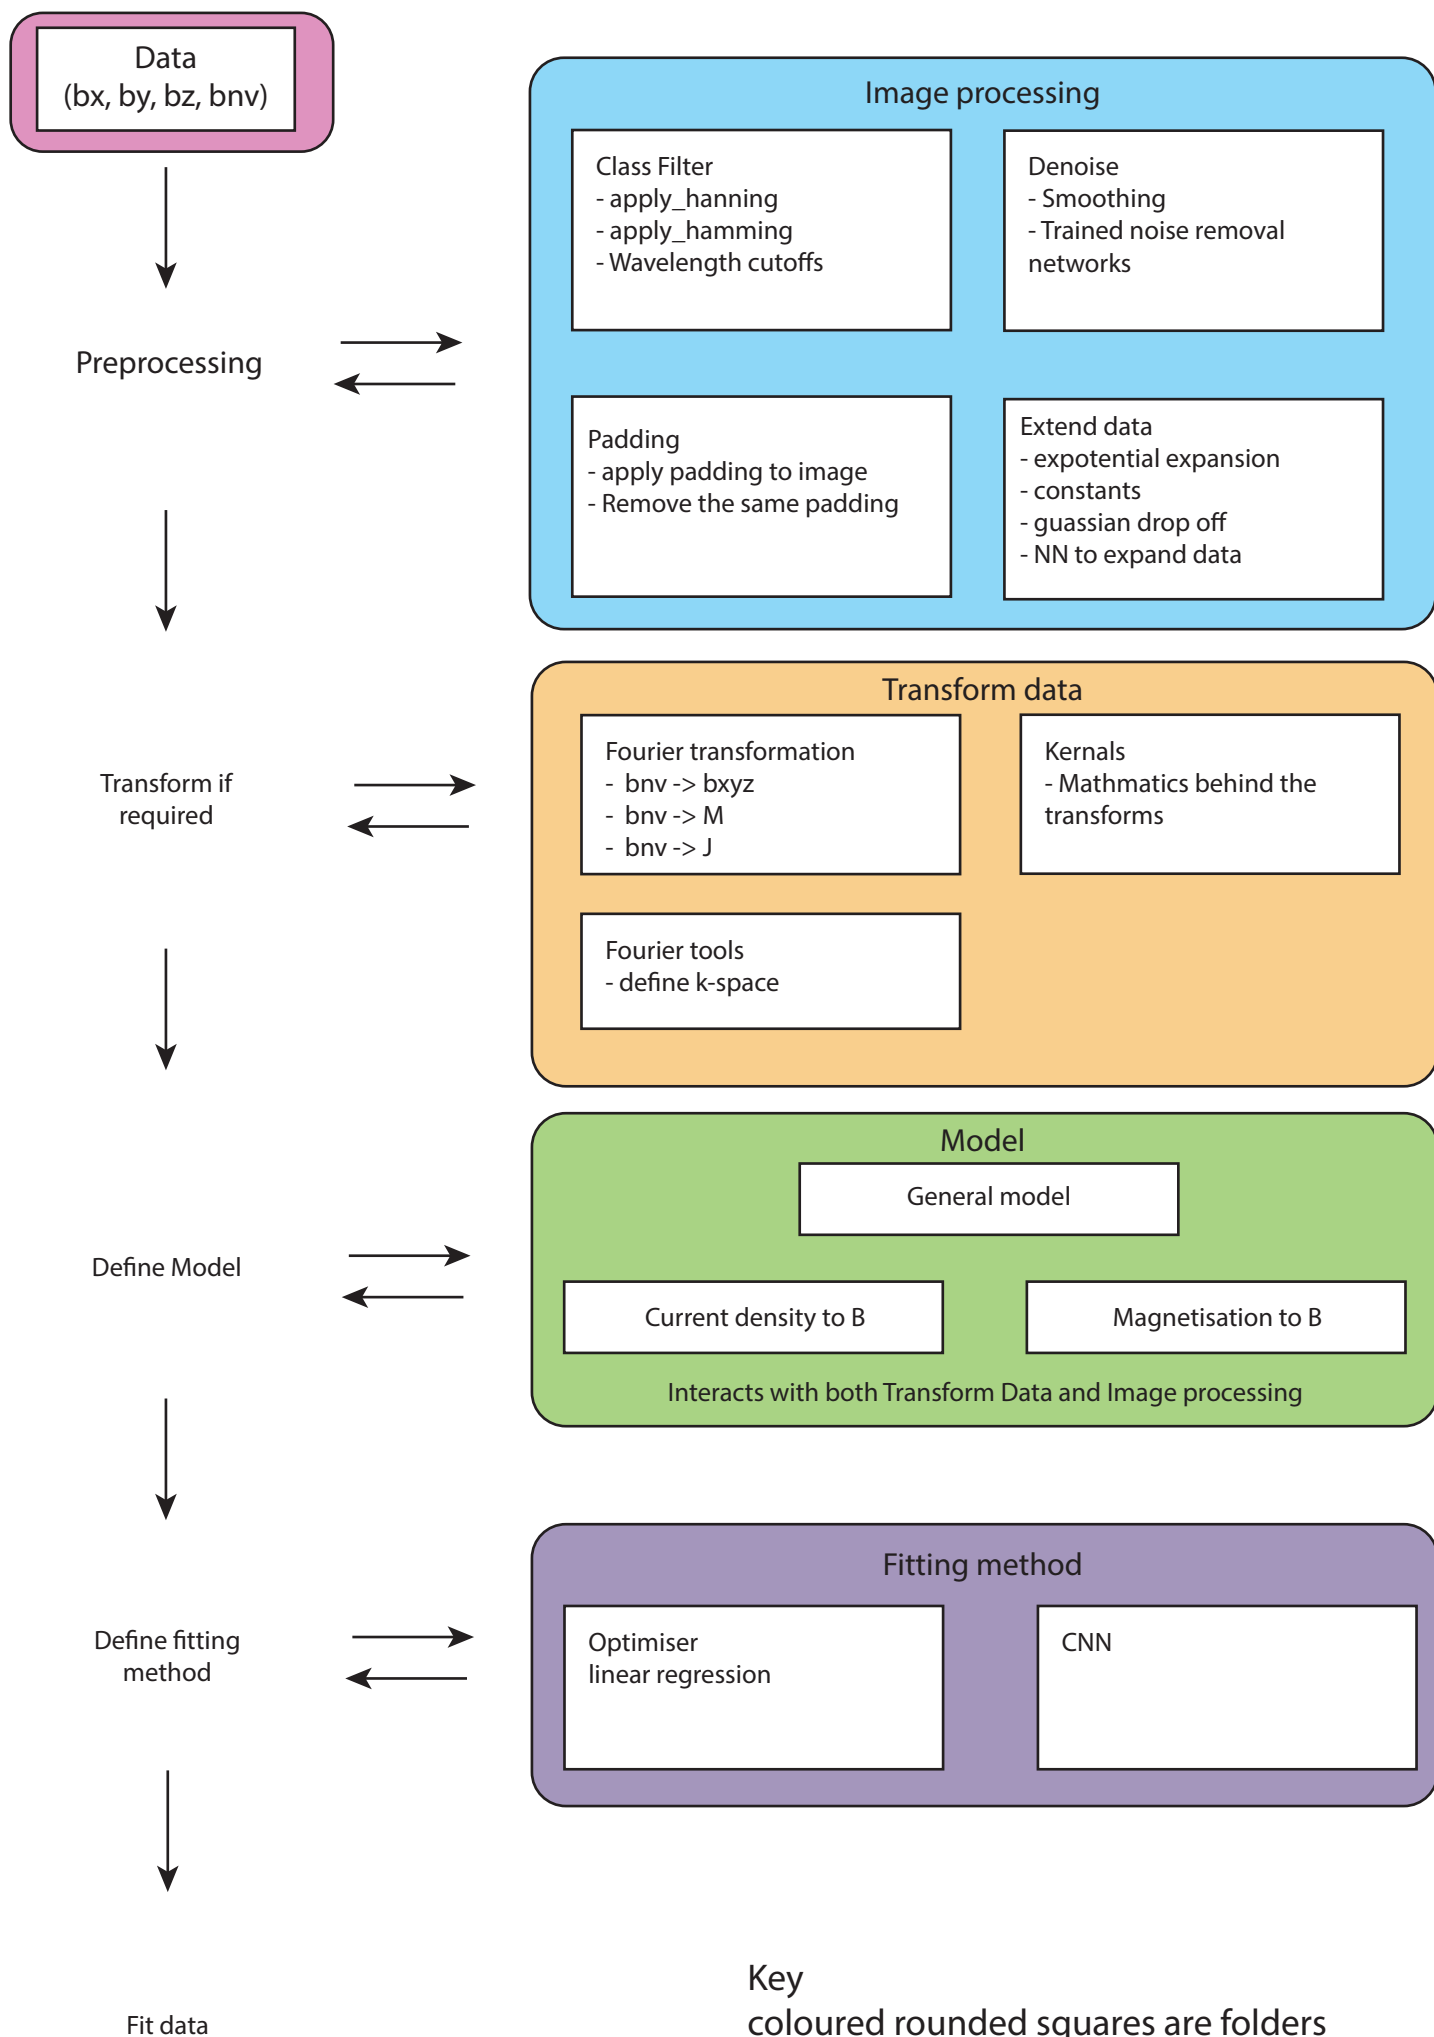 Data
(bx, by, bz, bnv)
Image processing
Class Filter
- apply_hanning
- apply_hamming
- Wavelength cutoffs
Denoise
- Smoothing
- Trained noise removal
networks
Preprocessing
Padding
- apply padding to image
- Remove the same padding
Extend data
- expotential expansion
- constants
- guassian drop off
- NN to expand data
Transform data
Transform if
required
Fourier transformation
- bnv -> bxyz
- bnv -> M
- bnv -> J
Kernals
- Mathmatics behind the
transforms
Fourier tools
- define k-space
Model
General model
Define Model
Current density to B
Magnetisation to B
Interacts with both Transform Data and Image processing
Fitting method
Define fitting
method
Optimiser
linear regression
CNN
Fit data
Key
coloured rounded squares are folders